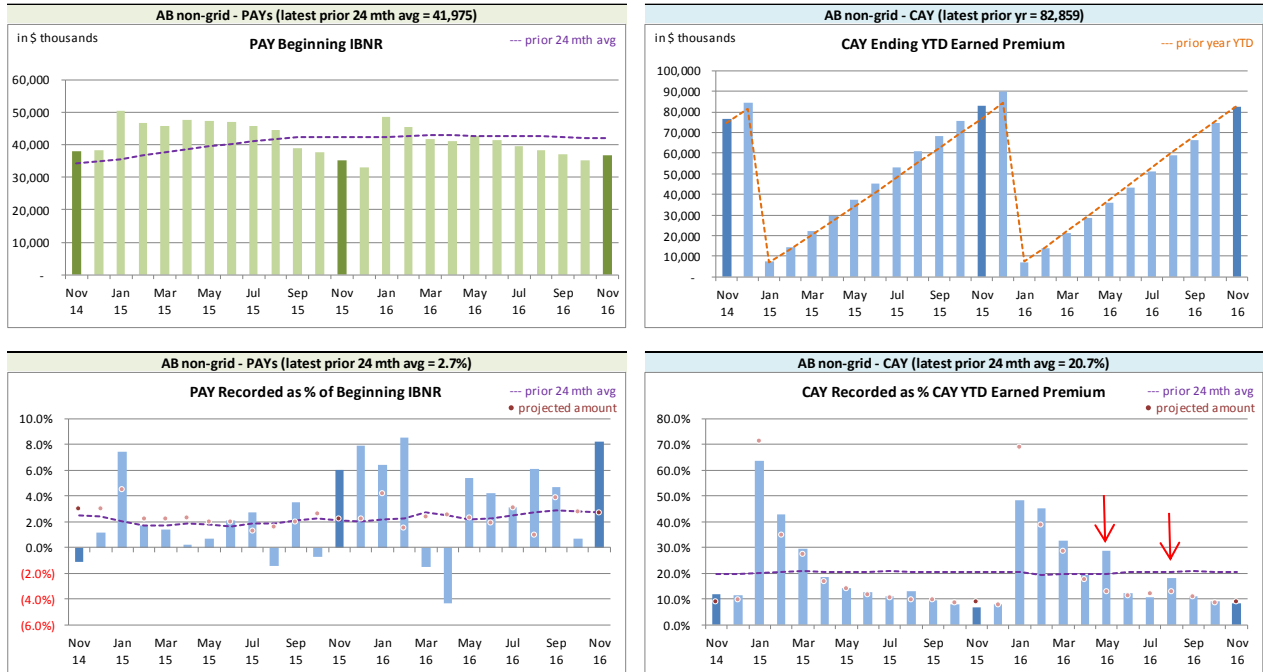 AB non-grid - PAYs (latest prior 24 mth avg = 41,975)
in $ thousands
PAY Beginning IBNR
--- prior 24 mth avg
60,000
50,000
40,000
30,000
20,000
10,000
-
Nov Jan Mar May Jul Sep Nov Jan Mar May Jul Sep Nov
14 15 15 15 15 15 15 16 16 16 16 16 16
AB non-grid - CAY (latest prior yr = 82,859)
in $ thousands
CAY Ending YTD Earned Premium
--- prior year YTD
100,000
90,000
80,000
70,000
60,000
50,000
40,000
30,000
20,000
10,000
-
Nov Jan Mar May Jul Sep Nov Jan Mar May Jul Sep Nov
14 15 15 15 15 15 15 16 16 16 16 16 16
AB non-grid - PAYs (latest prior 24 mth avg = 2.7%)
PAY Recorded as % of Beginning IBNR
--- prior 24 mth avg
• projected amount
10.0%
8.0%
6.0%
4.0%
2.0%
0.0%
(2.0%)
(4.0%)
(6.0%)
Nov Jan Mar May Jul Sep Nov Jan Mar May Jul Sep Nov
14 15 15 15 15 15 15 16 16 16 16 16 16
AB non-grid - CAY (latest prior 24 mth avg = 20.7%)
CAY Recorded as % CAY YTD Earned Premium
--- prior 24 mth avg
• projected amount
80.0%
70.0%
60.0%
50.0%
40.0%
30.0%
20.0%
10.0%
0.0%
Nov Jan Mar May Jul Sep Nov Jan Mar May Jul Sep Nov
14 15 15 15 15 15 15 16 16 16 16 16 16